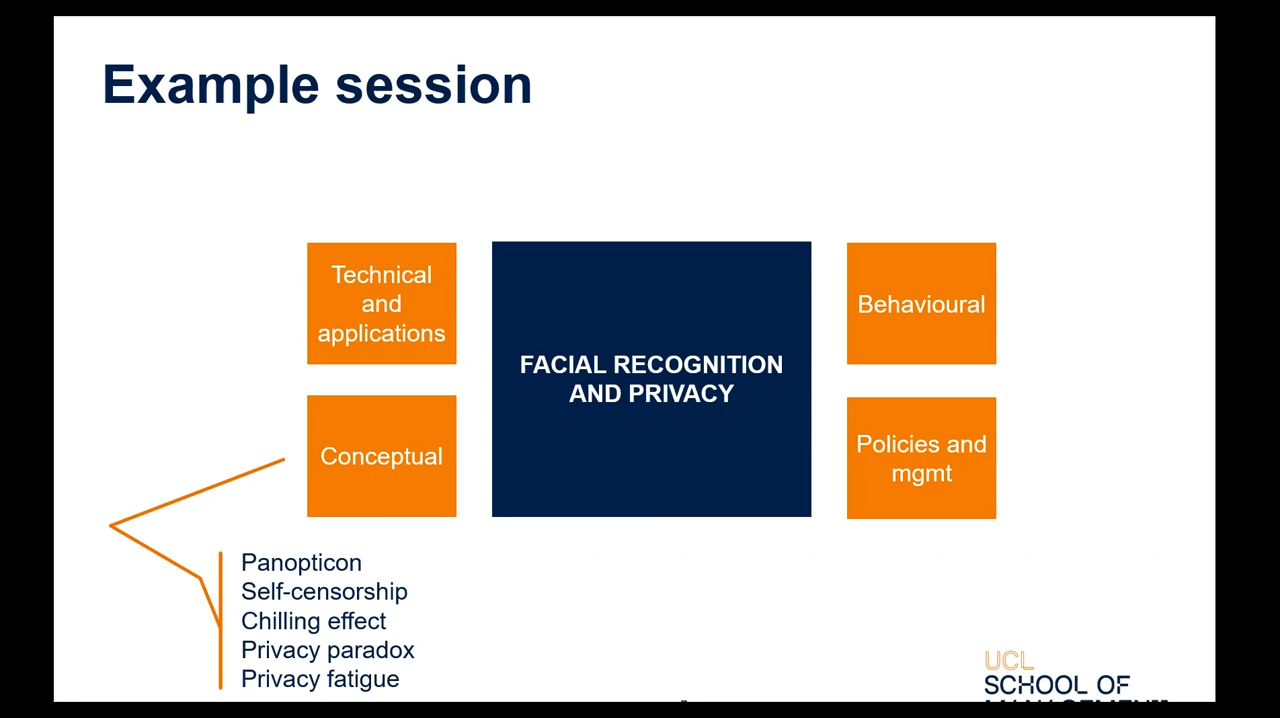 Example session
Technical
and
applications
Conceptual
FACIAL RECOGNITION
AND PRIVACY
Behavioural
Policies and
mgmt
Panopticon
Self-censorship
Chilling effect
Privacy paradox
Privacy fatigue
UCL
SCHOOL OF
MANAGEMENT